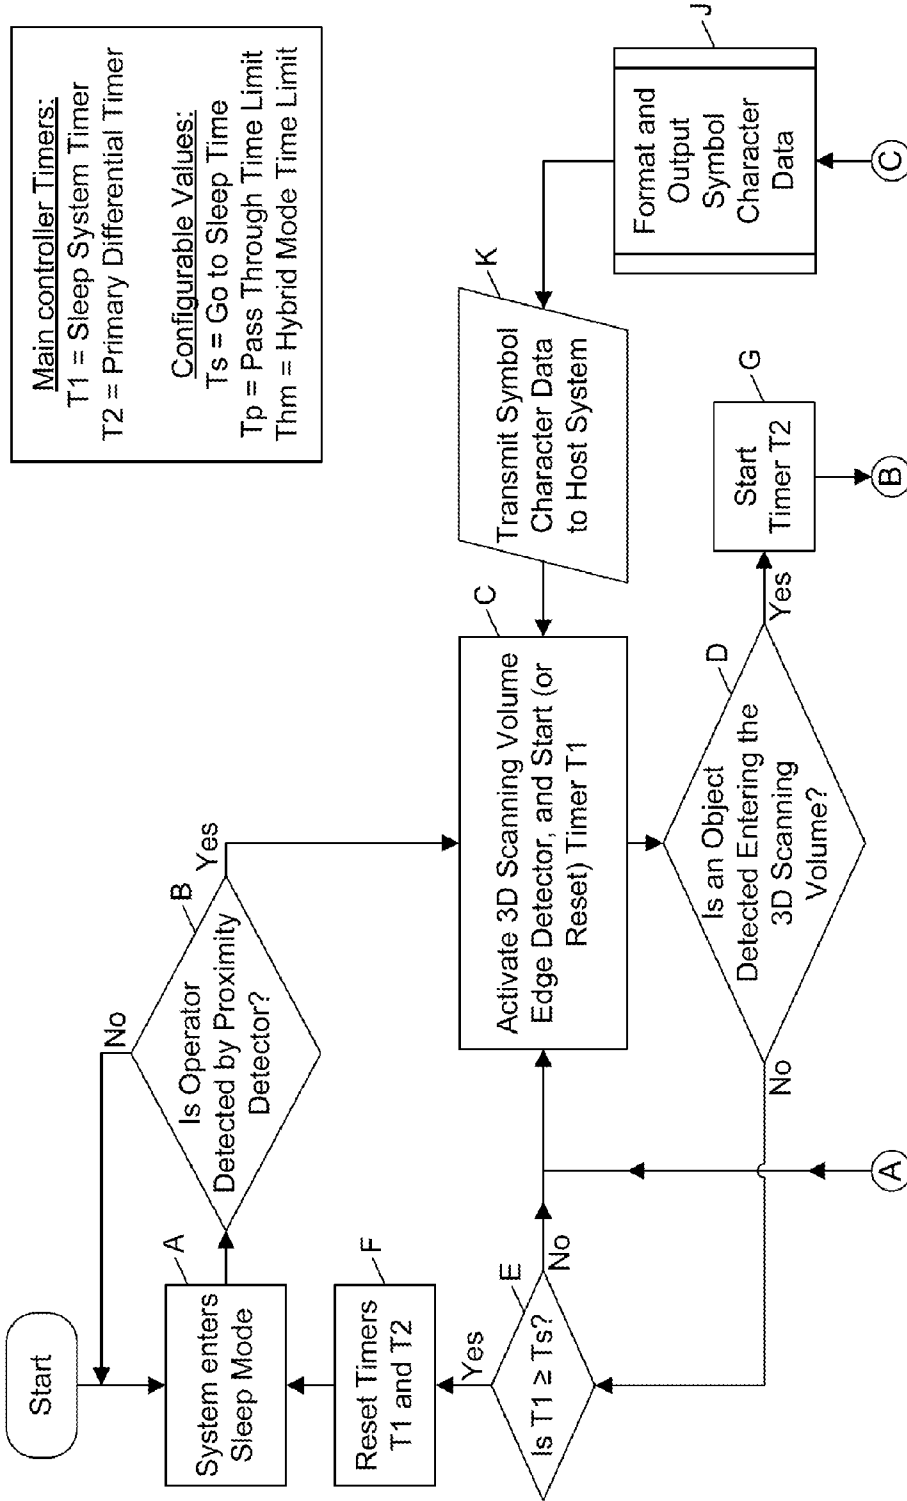 Start
System enters
Sleep Mode
A
Is Operator
Detected by Proximity
Detector?
B
No
Yes
Main controller Timers:
T1 = Sleep System Timer
T2 = Primary Differential Timer
Configurable Values:
Ts = Go to Sleep Time
Tp = Pass Through Time Limit
Thm = Hybrid Mode Time Limit
Reset Timers
T1 and T2
F
Yes
Is T1 ≥ Ts?
E
No
Activate 3D Scanning Volume
Edge Detector, and Start (or
Reset) Timer T1
C
Transmit Symbol
Character Data
to Host System
K
Format and
Output
Symbol
Character
Data
J
Is an Object
Detected Entering the
3D Scanning
Volume?
D
No
Yes
Start
Timer T2
G
A
B
C